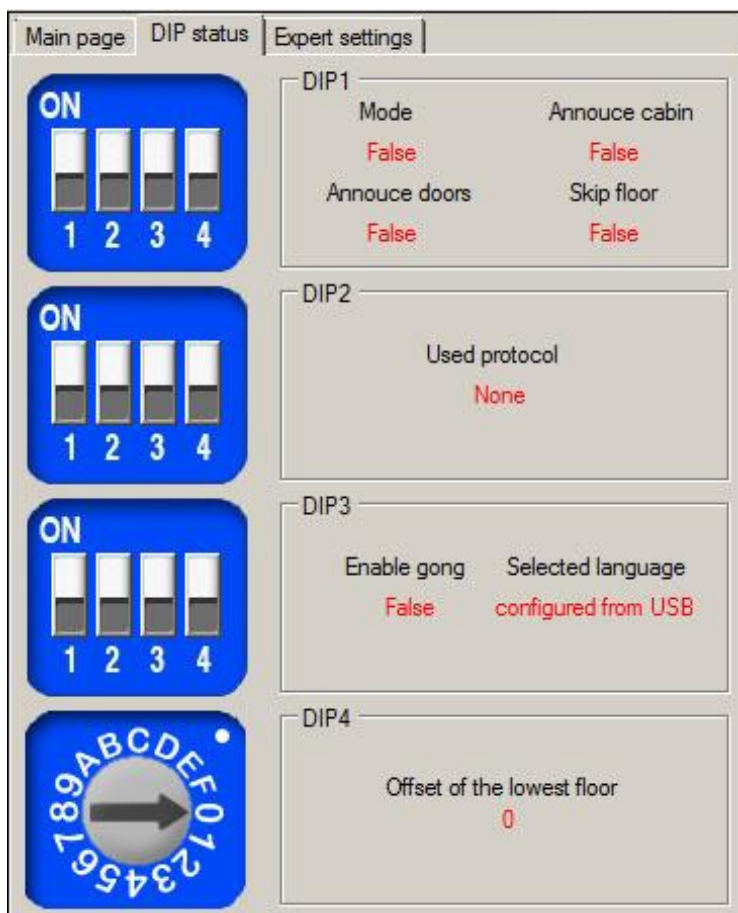 Main page DIP status Expert settings
ON
1 2 3 4
DIP1
Mode Annouce cabin
False False
Annouce doors Skip floor
False False
ON
1 2 3 4
DIP2
Used protocol
None
ON
1 2 3 4
DIP3
Enable gong Selected language
False configured from USB
0123456789ABCDEF
DIP4
Offset of the lowest floor
0